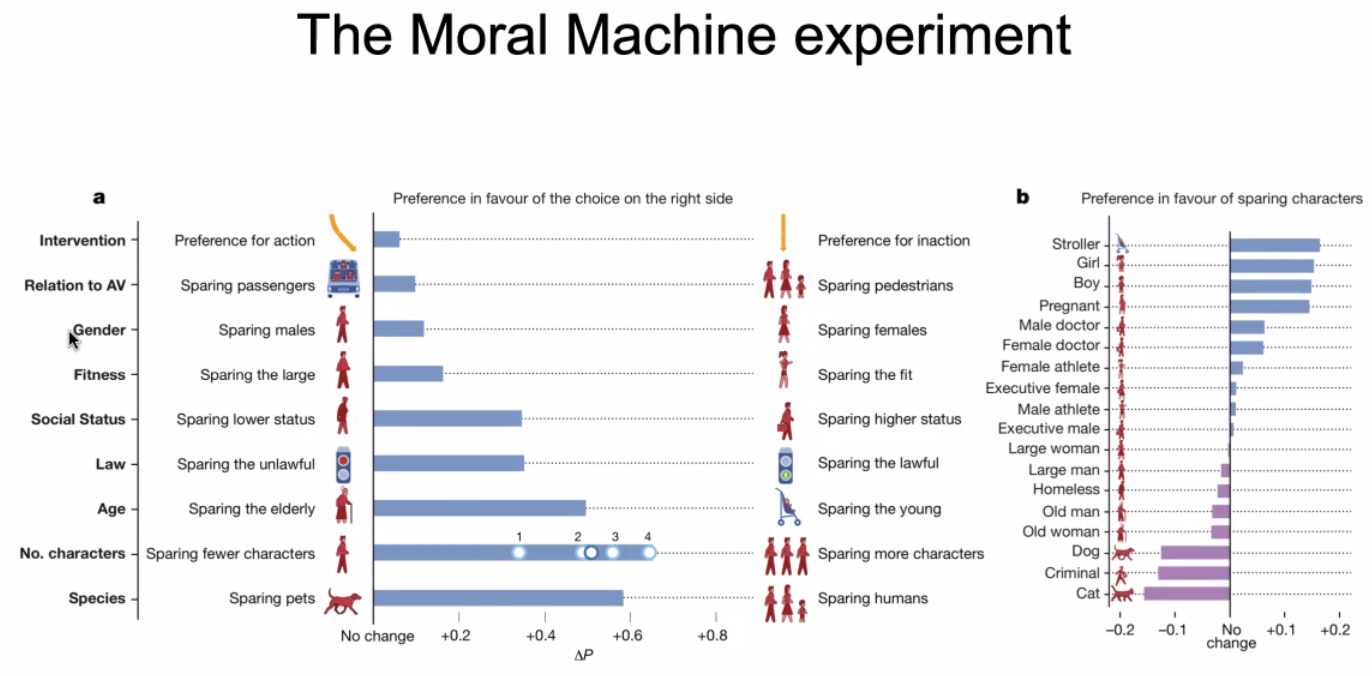 The Moral Machine experiment
a
Preference in favour of the choice on the right side
Intervention Preference for action Preference for inaction
Relation to AV Sparing passengers Sparing pedestrians
Gender Sparing males Sparing females
Fitness Sparing the large Sparing the fit
Social Status Sparing lower status Sparing higher status
Law Sparing the unlawful Sparing the lawful
Age Sparing the elderly Sparing the young
1 2 3 4
No. characters Sparing fewer characters Sparing more characters
Species Sparing pets Sparing humans
No change +0.2 +0.4 +0.6 +0.8
ΔP
b
Preference in favour of sparing characters
Stroller
Girl
Boy
Pregnant
Male doctor
Female doctor
Female athlete
Executive female
Male athlete
Executive male
Large woman
Large man
Homeless
Old man
Old woman
Dog
Criminal
Cat
–0.2 –0.1 No +0.1 +0.2
change